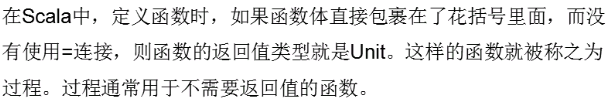 在Scala中，定义函数时，如果函数体直接包裹在了花括号里面，而没
有使用=连接，则函数的返回值类型就是Unit。这样的函数就被称之为
过程。过程通常用于不需要返回值的函数。